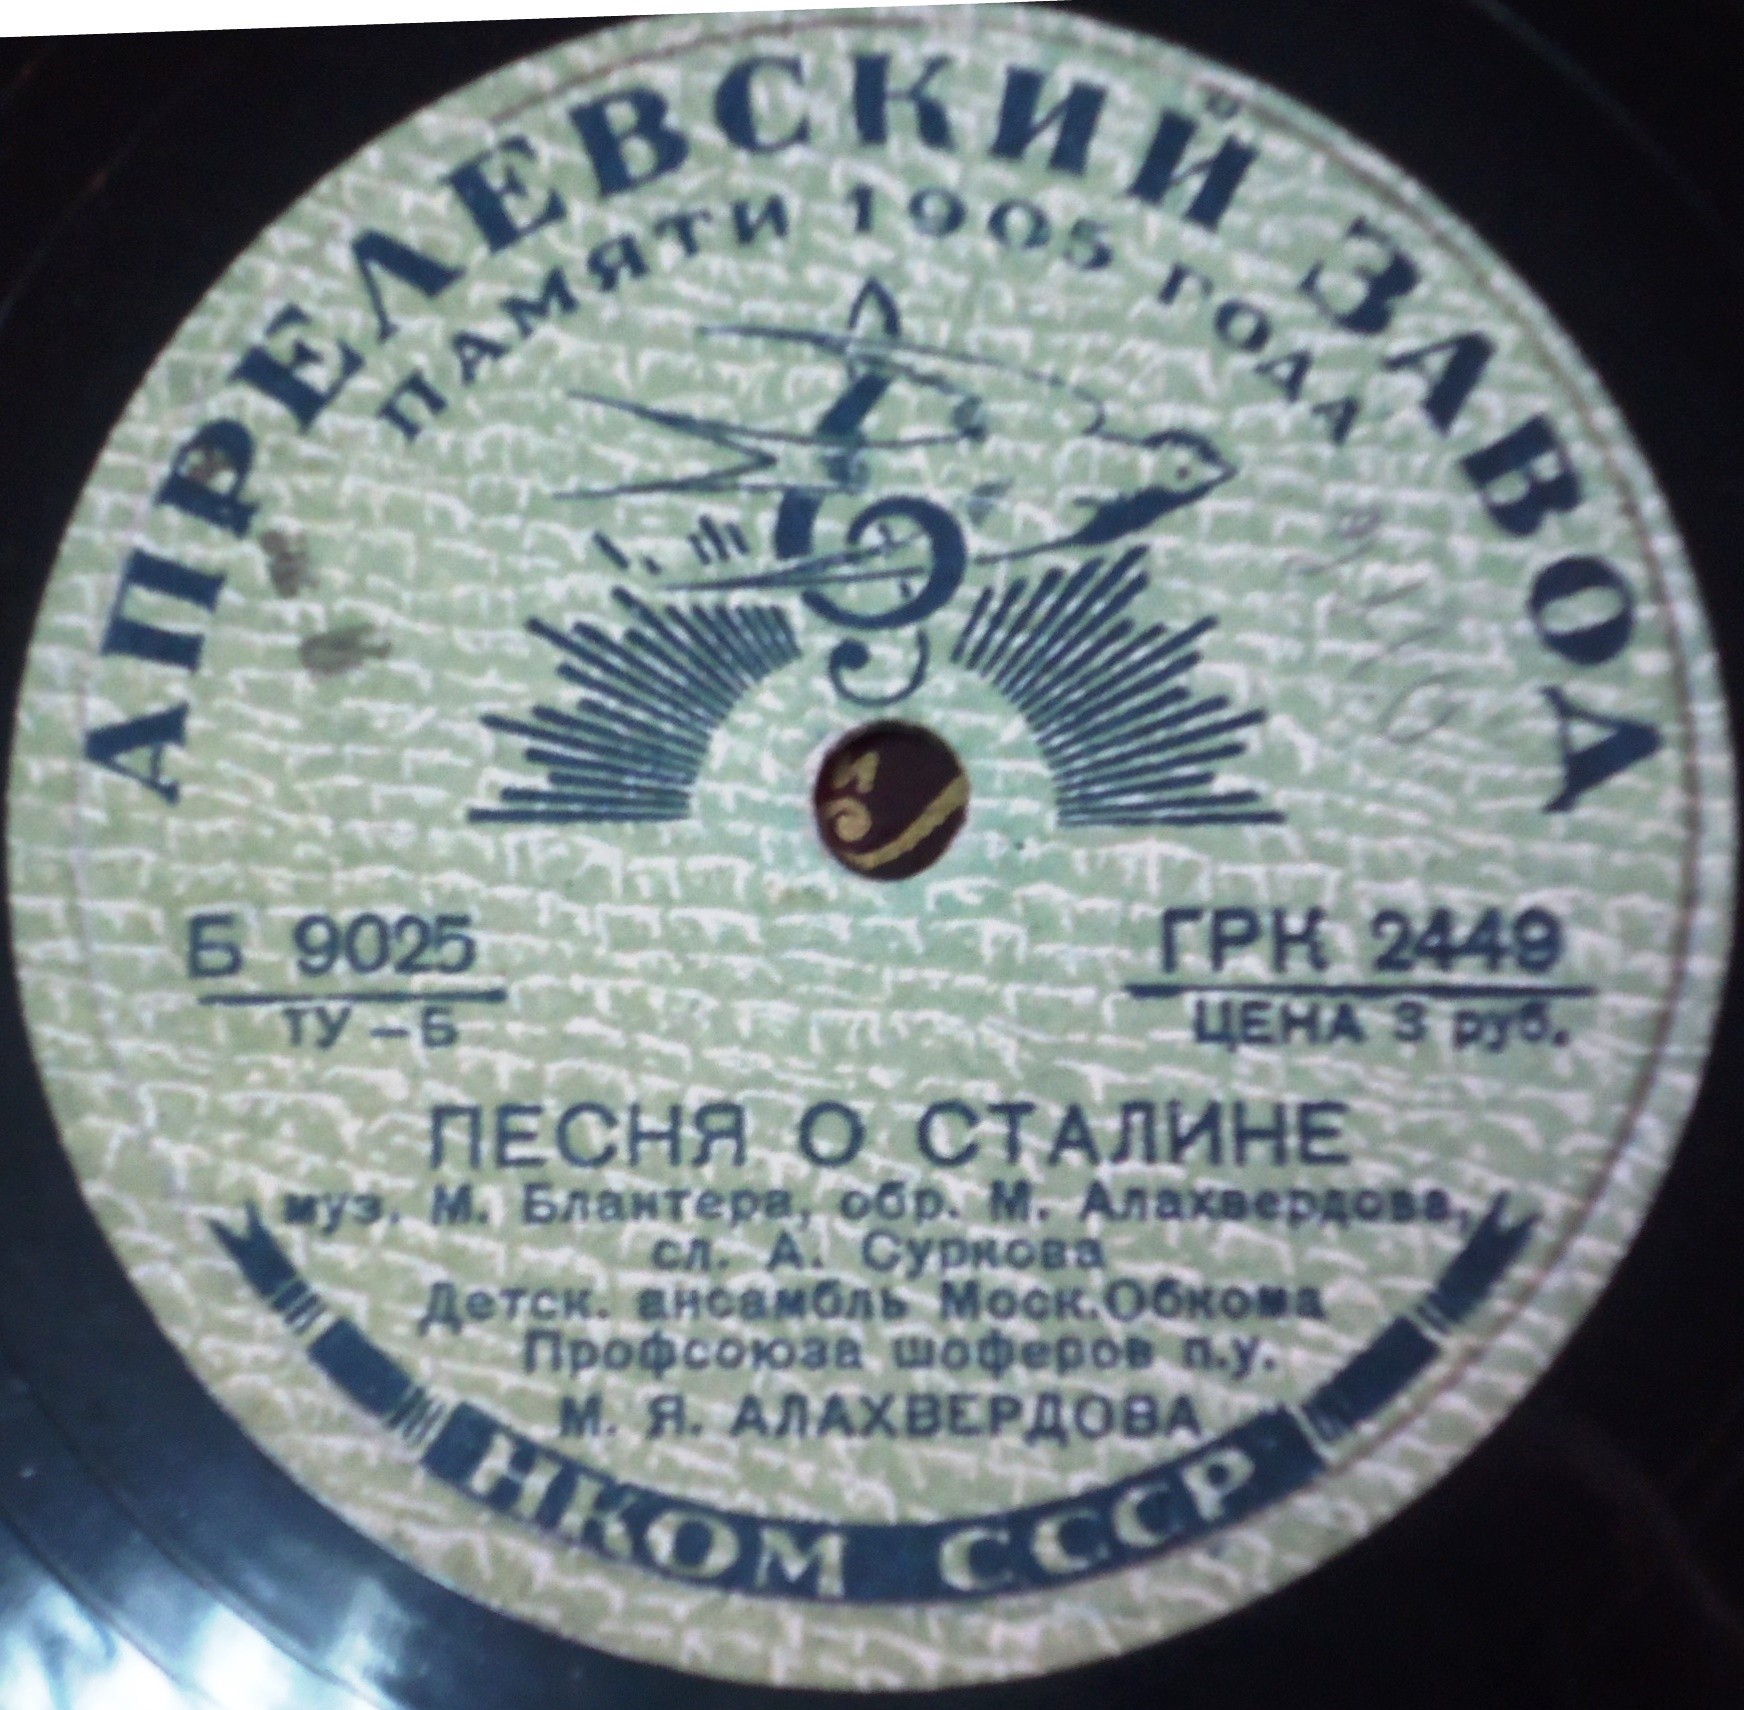 АПРЕЛЕВСКИЙ ЗАВОД
ПАМЯТИ 1905 ГОДА
Б 9025
ТУ – Б
ГРК 2449
ЦЕНА 3 руб.
ПЕСНЯ О СТАЛИНЕ
муз. М. Блантера, обр. М. Алахвердова,
сл. А. Суркова
Детск. ансамбль Моск.Обкома
Профсоюза шоферов п.у.
М. Я. АЛАХВЕРДОВА
НКОМ СССР